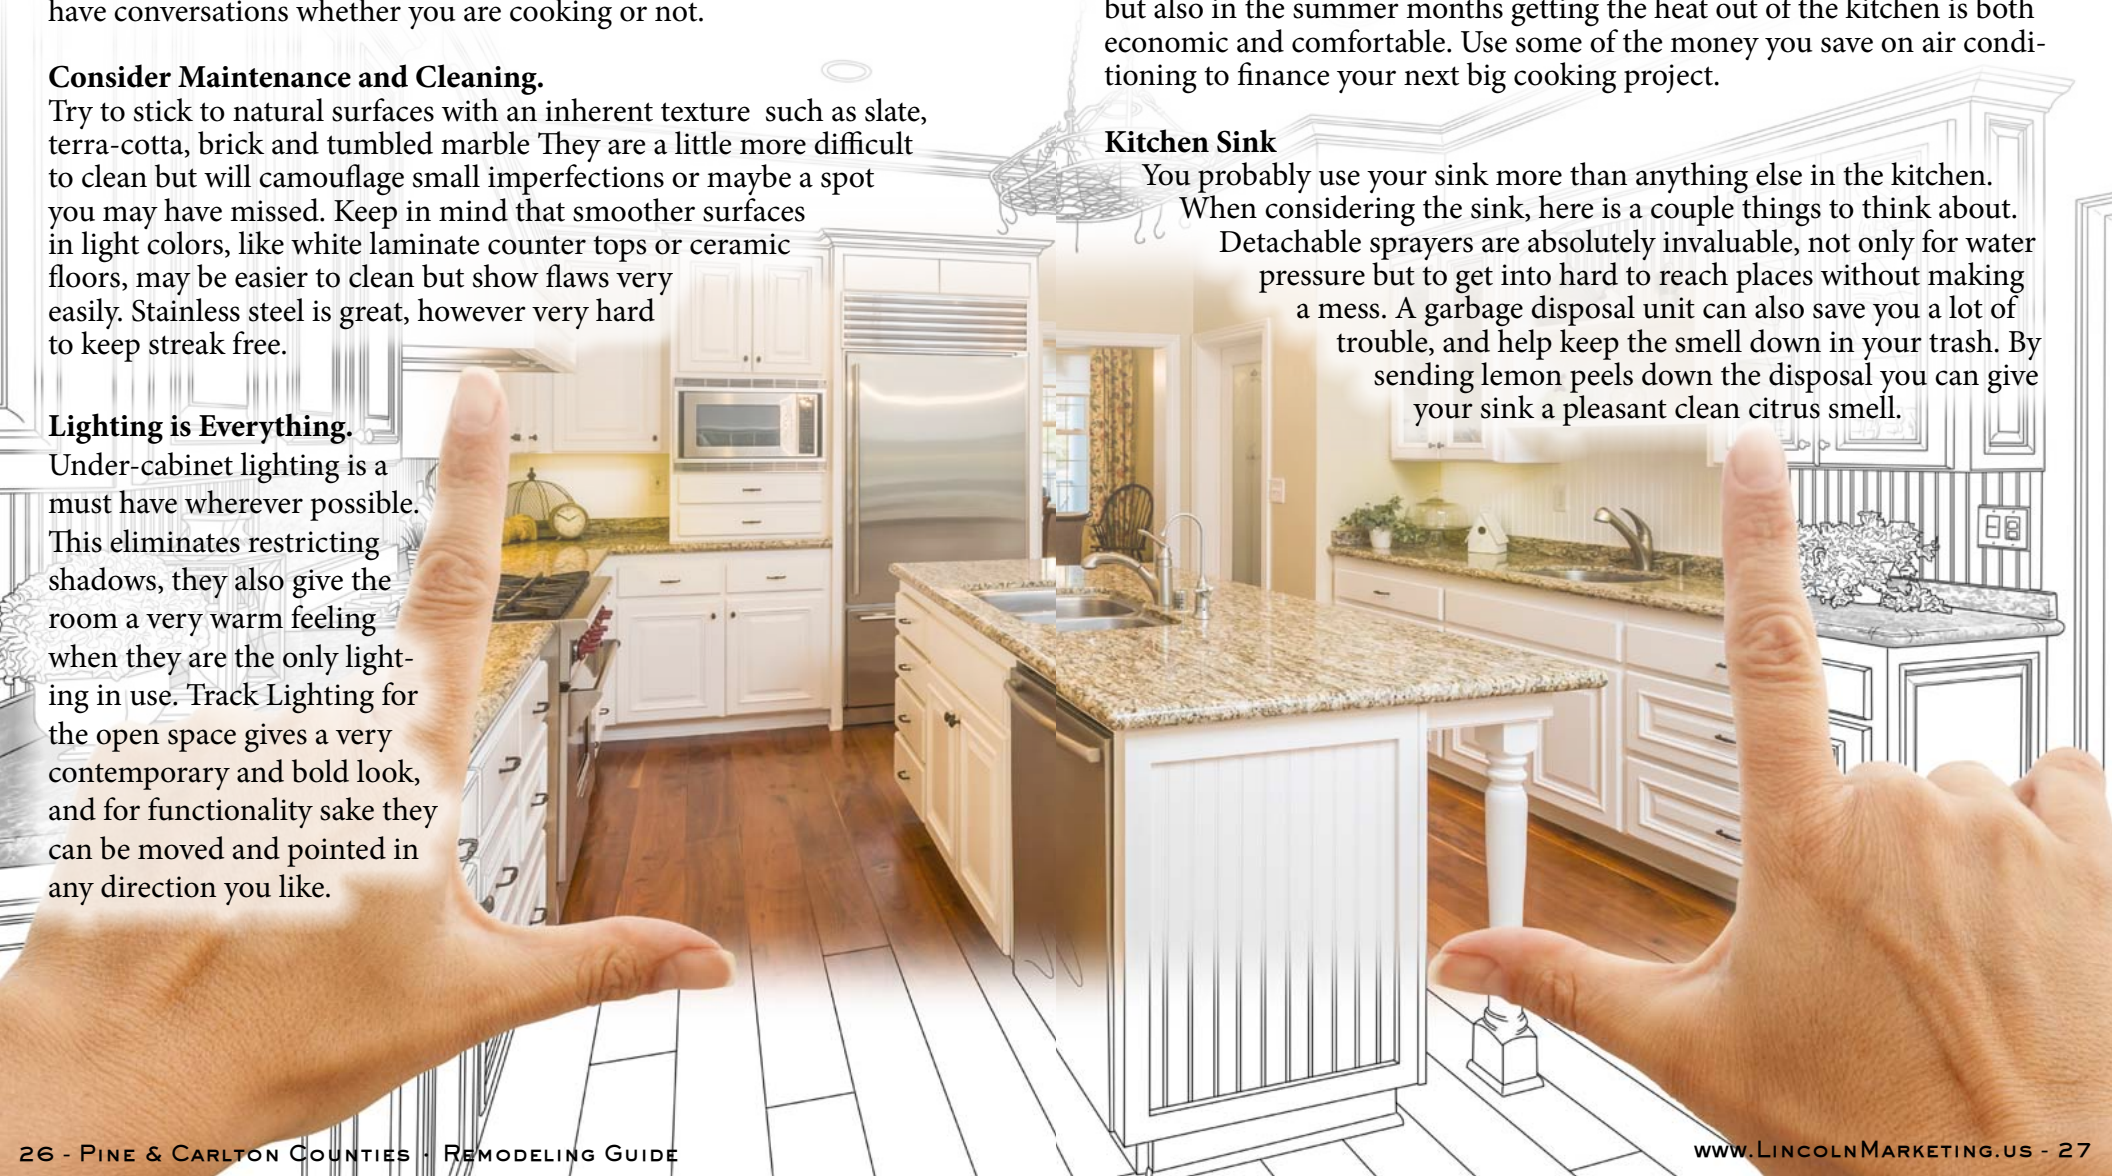 have conversations whether you are cooking or not.
Consider Maintenance and Cleaning.
Try to stick to natural surfaces with an inherent texture  such as slate,
terra-cotta, brick and tumbled marble They are a little more difficult
to clean but will camouflage small imperfections or maybe a spot
you may have missed. Keep in mind that smoother surfaces
in light colors, like white laminate counter tops or ceramic
floors, may be easier to clean but show flaws very
easily. Stainless steel is great, however very hard
to keep streak free.
Lighting is Everything.
Under-cabinet lighting is a
must have wherever possible.
This eliminates restricting
shadows, they also give the
room a very warm feeling
when they are the only light-
ing in use. Track Lighting for
the open space gives a very
contemporary and bold look,
and for functionality sake they
can be moved and pointed in
any direction you like.
26 - Pine & Carlton Counties · Remodeling Guide
but also in the summer months getting the heat out of the kitchen is both
economic and comfortable. Use some of the money you save on air condi-
tioning to finance your next big cooking project.
Kitchen Sink
You probably use your sink more than anything else in the kitchen.
When considering the sink, here is a couple things to think about.
Detachable sprayers are absolutely invaluable, not only for water
pressure but to get into hard to reach places without making
a mess. A garbage disposal unit can also save you a lot of
trouble, and help keep the smell down in your trash. By
sending lemon peels down the disposal you can give
your sink a pleasant clean citrus smell.
www.LincolnMarketing.us - 27